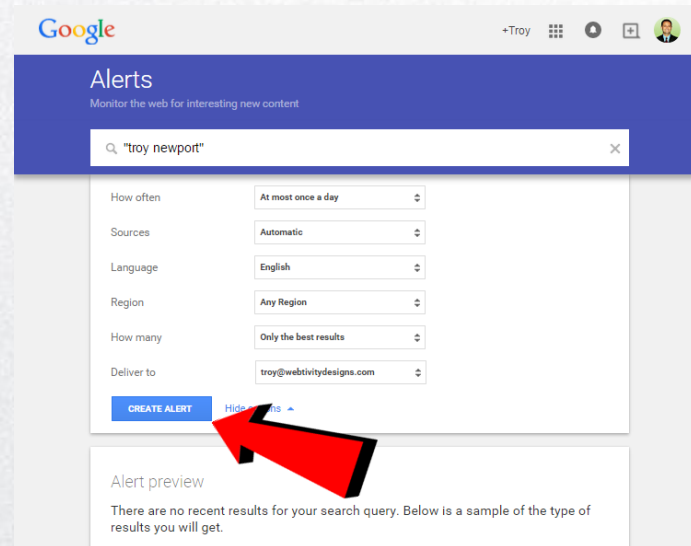 Google
+Troy
Alerts
Monitor the web for interesting new content
"troy newport"
How often At most once a day
Sources Automatic
Language English
Region Any Region
How many Only the best results
Deliver to troy@webtivitydesigns.com
CREATE ALERT Hide
Alert preview
There are no recent results for your search query. Below is a sample of the type of
results you will get.